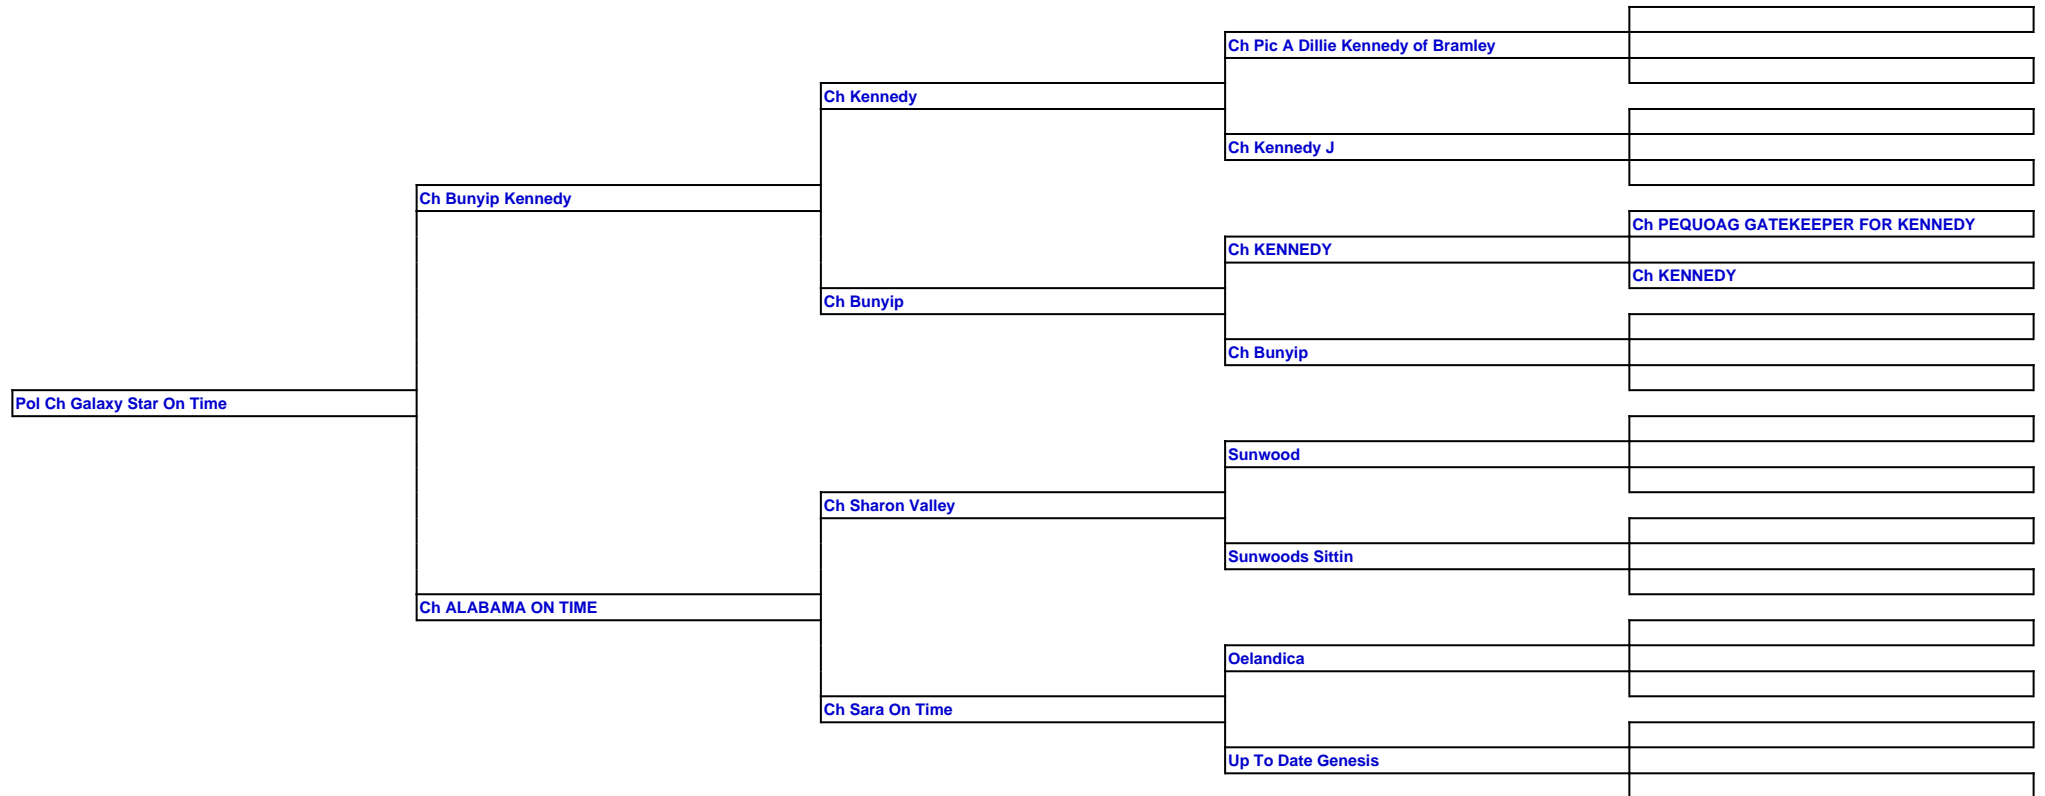 Ch Pic A Dillie Kennedy of Bramley
Ch Kennedy
Ch Kennedy J
Ch Bunyip Kennedy
Ch PEQUOAG GATEKEEPER FOR KENNEDY
Ch KENNEDY
Ch KENNEDY
Ch Bunyip
Ch Bunyip
Pol Ch Galaxy Star On Time
Sunwood
Ch Sharon Valley
Sunwoods Sittin
Ch ALABAMA ON TIME
Oelandica
Ch Sara On Time
Up To Date Genesis